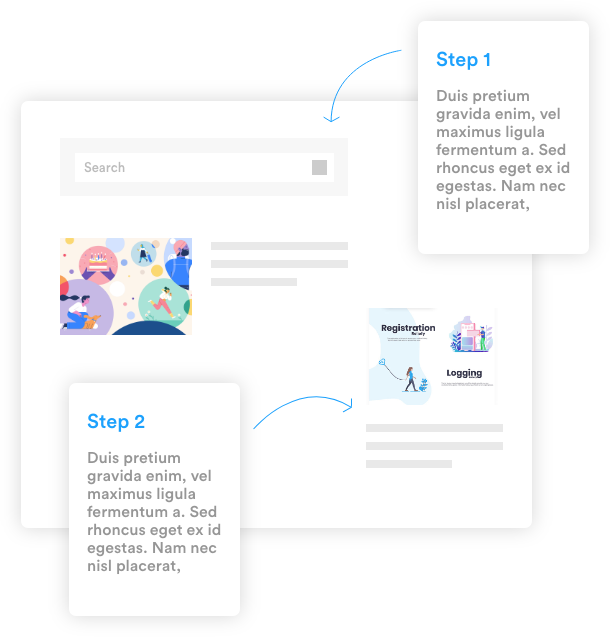 Step 1
Duis pretium
gravida enim, vel
maximus ligula
fermentum a. Sed
rhoncus eget ex id
egestas. Nam nec
nisl placerat,
Search
Registration
Logging
Step 2
Duis pretium
gravida enim, vel
maximus ligula
fermentum a. Sed
rhoncus eget ex id
egestas. Nam nec
nisl placerat,